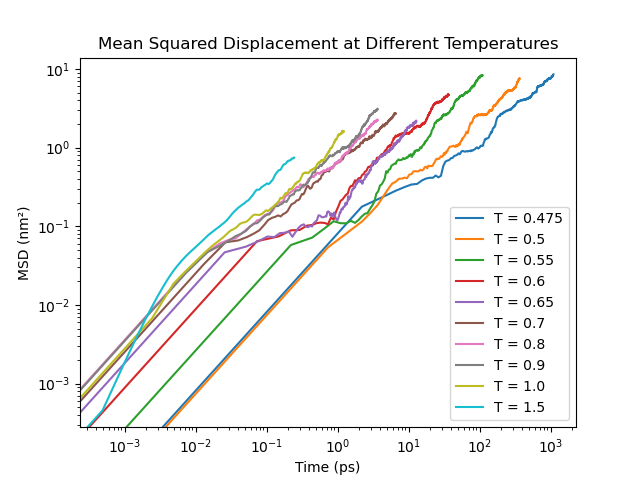 Mean Squared Displacement at Different Temperatures
10¹
10⁰
10⁻¹
10⁻²
10⁻³
MSD (nm²)
T = 0.475
T = 0.5
T = 0.55
T = 0.6
T = 0.65
T = 0.7
T = 0.8
T = 0.9
T = 1.0
T = 1.5
10⁻³ 10⁻² 10⁻¹ 10⁰ 10¹ 10² 10³
Time (ps)